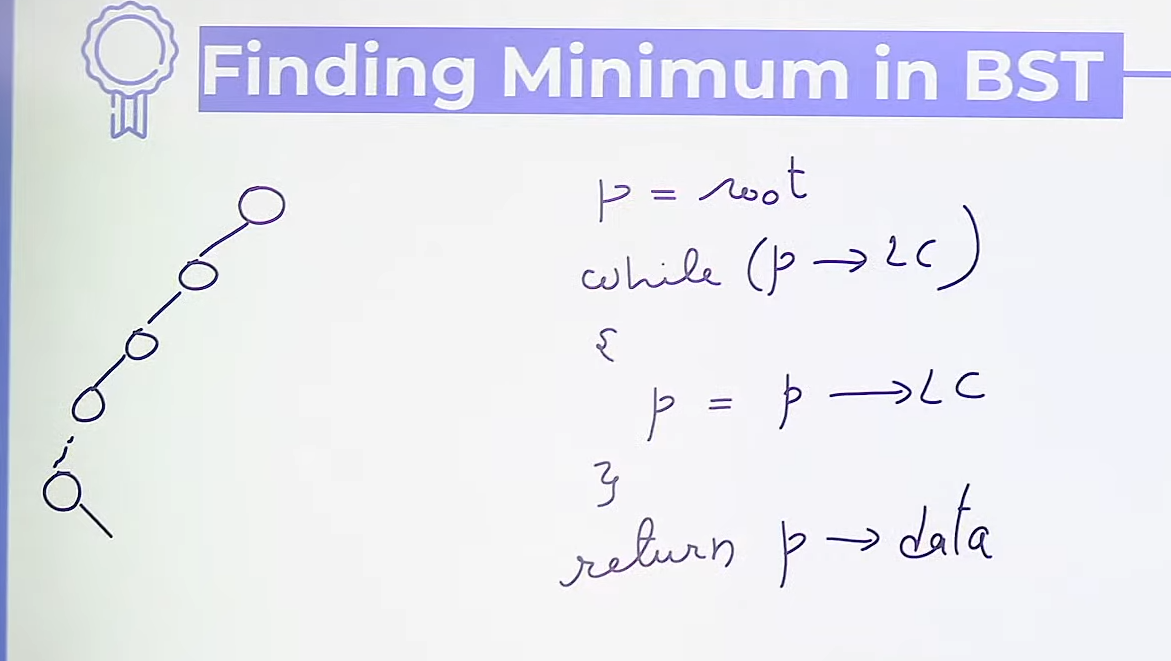 Finding Minimum in BST
p = root
while (p → LC)
{
p = p → LC
}
return p → data